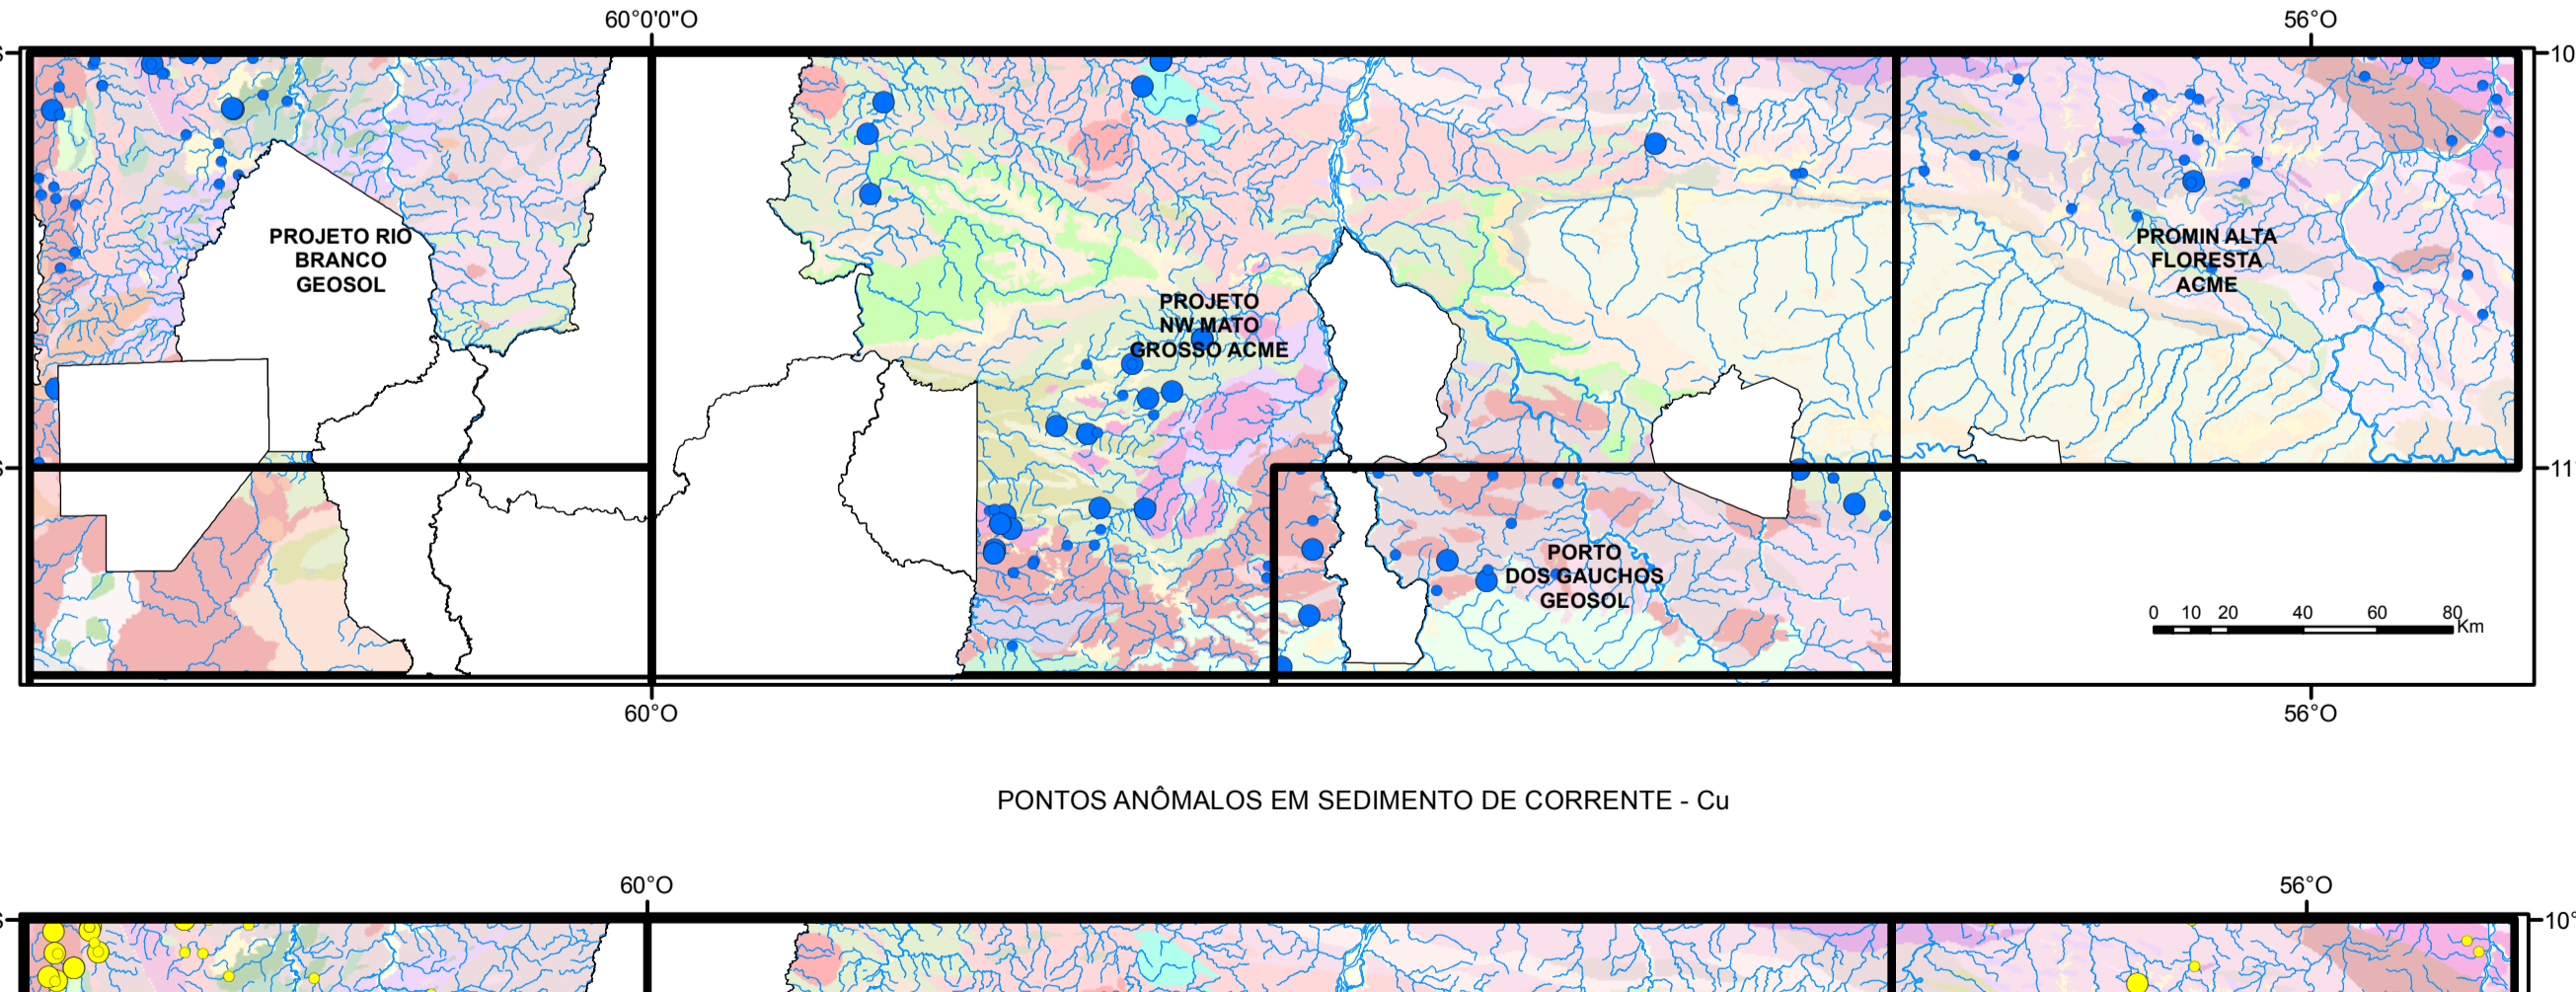 60°0'0"O
56°O
10
PROJETO RIO
BRANCO
GEOSOL
PROJETO
NW MATO
GROSSO ACME
PROMIN ALTA
FLORESTA
ACME
11
PORTO
DOS GAUCHOS
GEOSOL
0 10 20 40 60 80
Km
60°O
56°O
PONTOS ANÔMALOS EM SEDIMENTO DE CORRENTE - Cu
60°O
56°O
10°